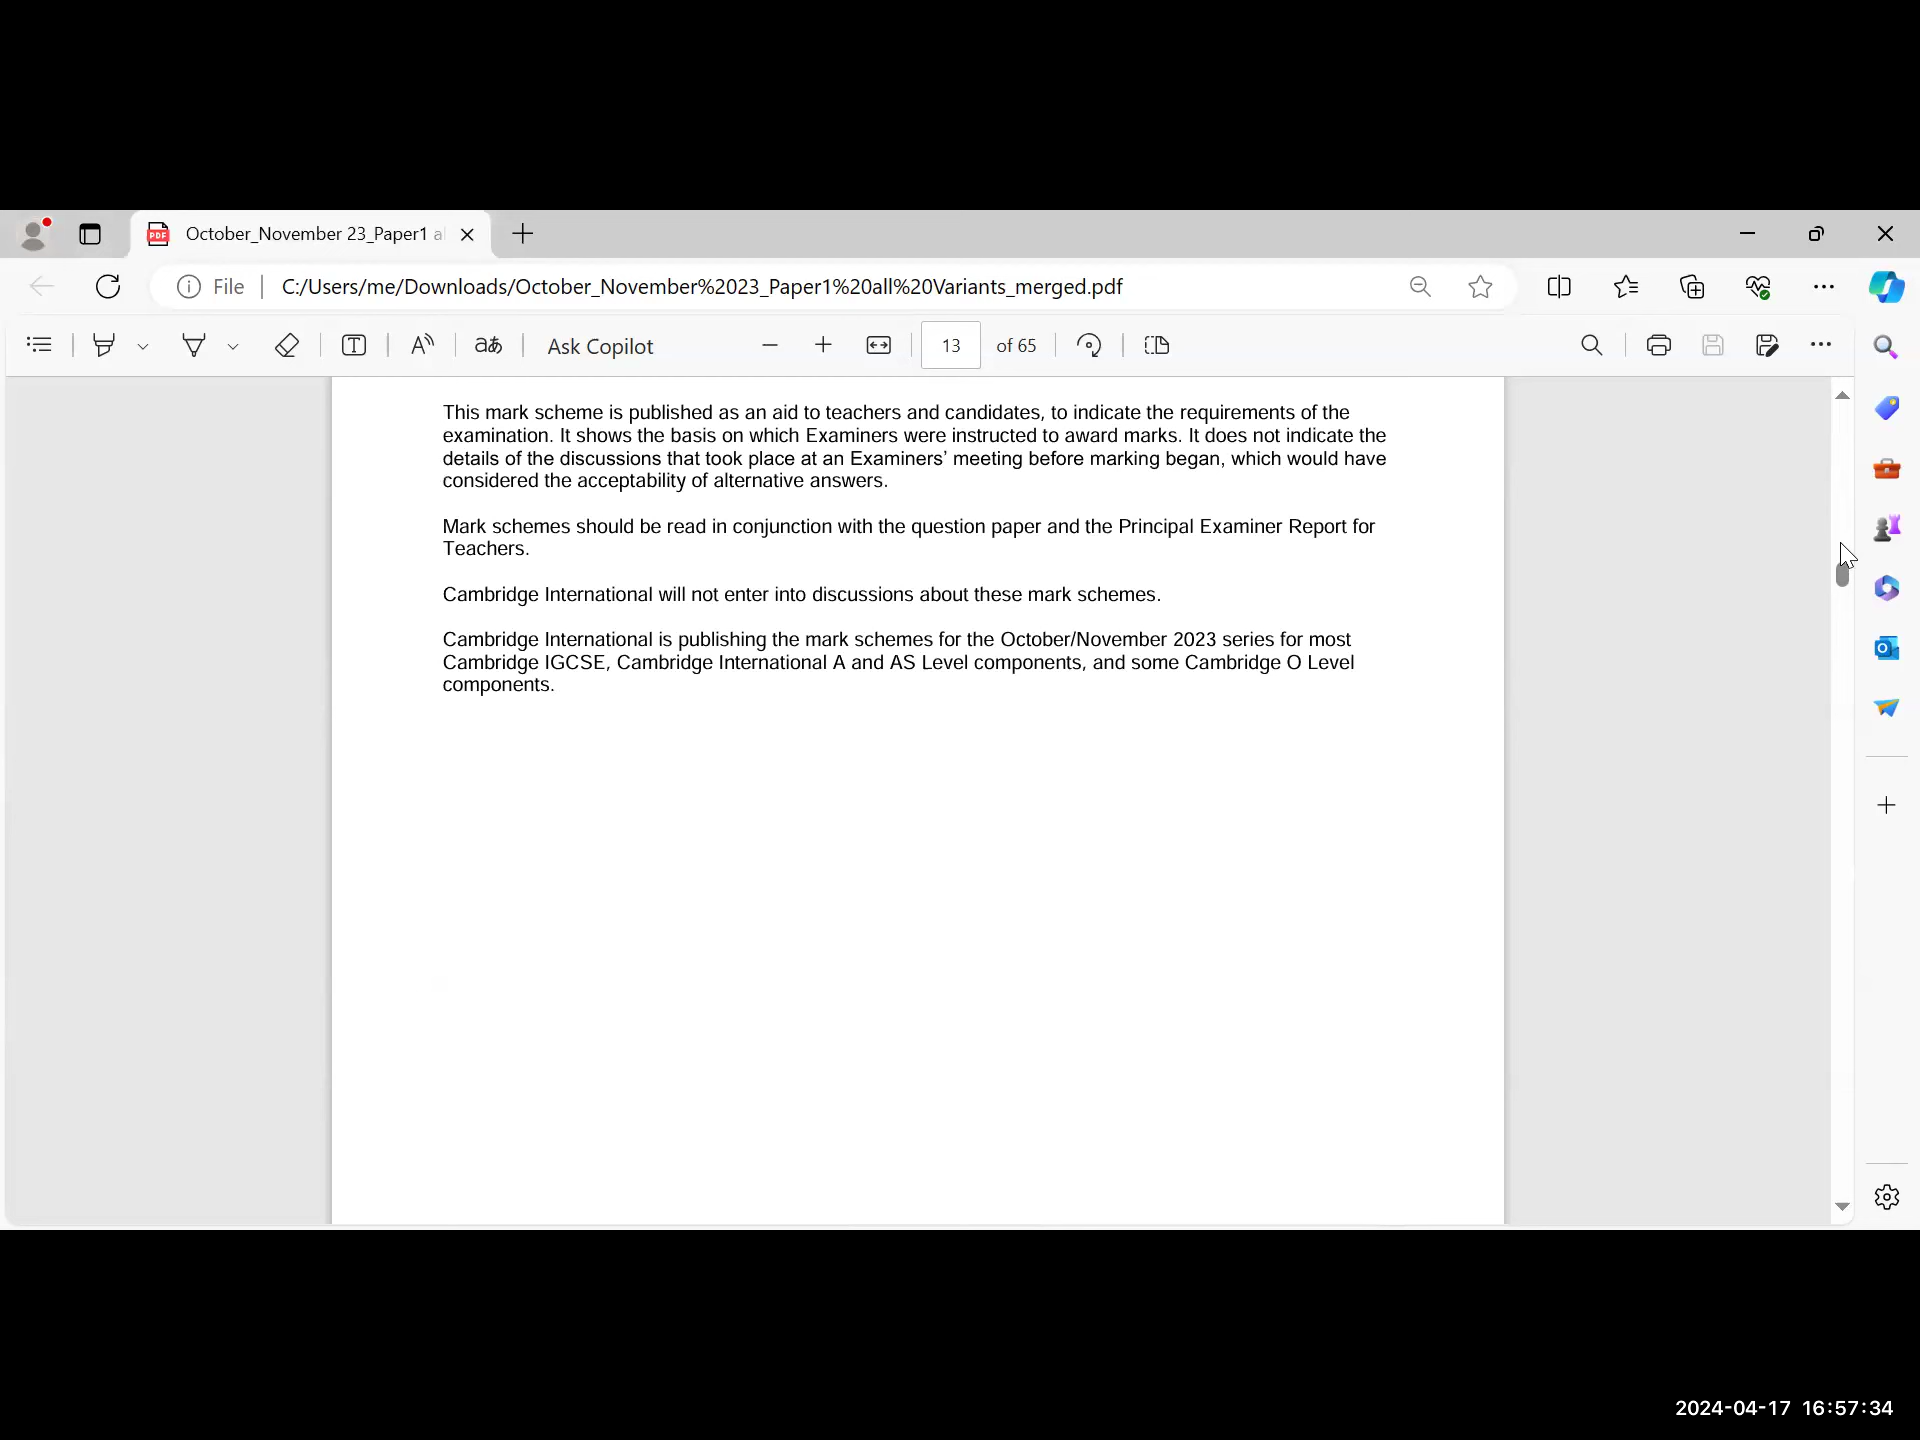 October_November 23_Paper1 a
File
C:/Users/me/Downloads/October_November%2023_Paper1%20all%20Variants_merged.pdf
Ask Copilot
13 of 65
This mark scheme is published as an aid to teachers and candidates, to indicate the requirements of the
examination. It shows the basis on which Examiners were instructed to award marks. It does not indicate the
details of the discussions that took place at an Examiners’ meeting before marking began, which would have
considered the acceptability of alternative answers.
Mark schemes should be read in conjunction with the question paper and the Principal Examiner Report for
Teachers.
Cambridge International will not enter into discussions about these mark schemes.
Cambridge International is publishing the mark schemes for the October/November 2023 series for most
Cambridge IGCSE, Cambridge International A and AS Level components, and some Cambridge O Level
components.
2024-04-17 16:57:34